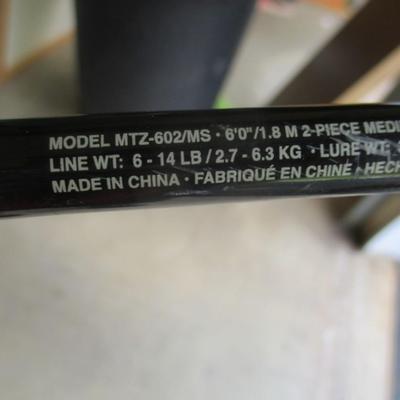 MODEL MTZ-602/MS · 6'0"/1.8 M 2-PIECE MEDI
LINE WT: 6 - 14 LB / 2.7 - 6.3 KG · LURE WT:
MADE IN CHINA · FABRIQUÉ EN CHINE / HECH